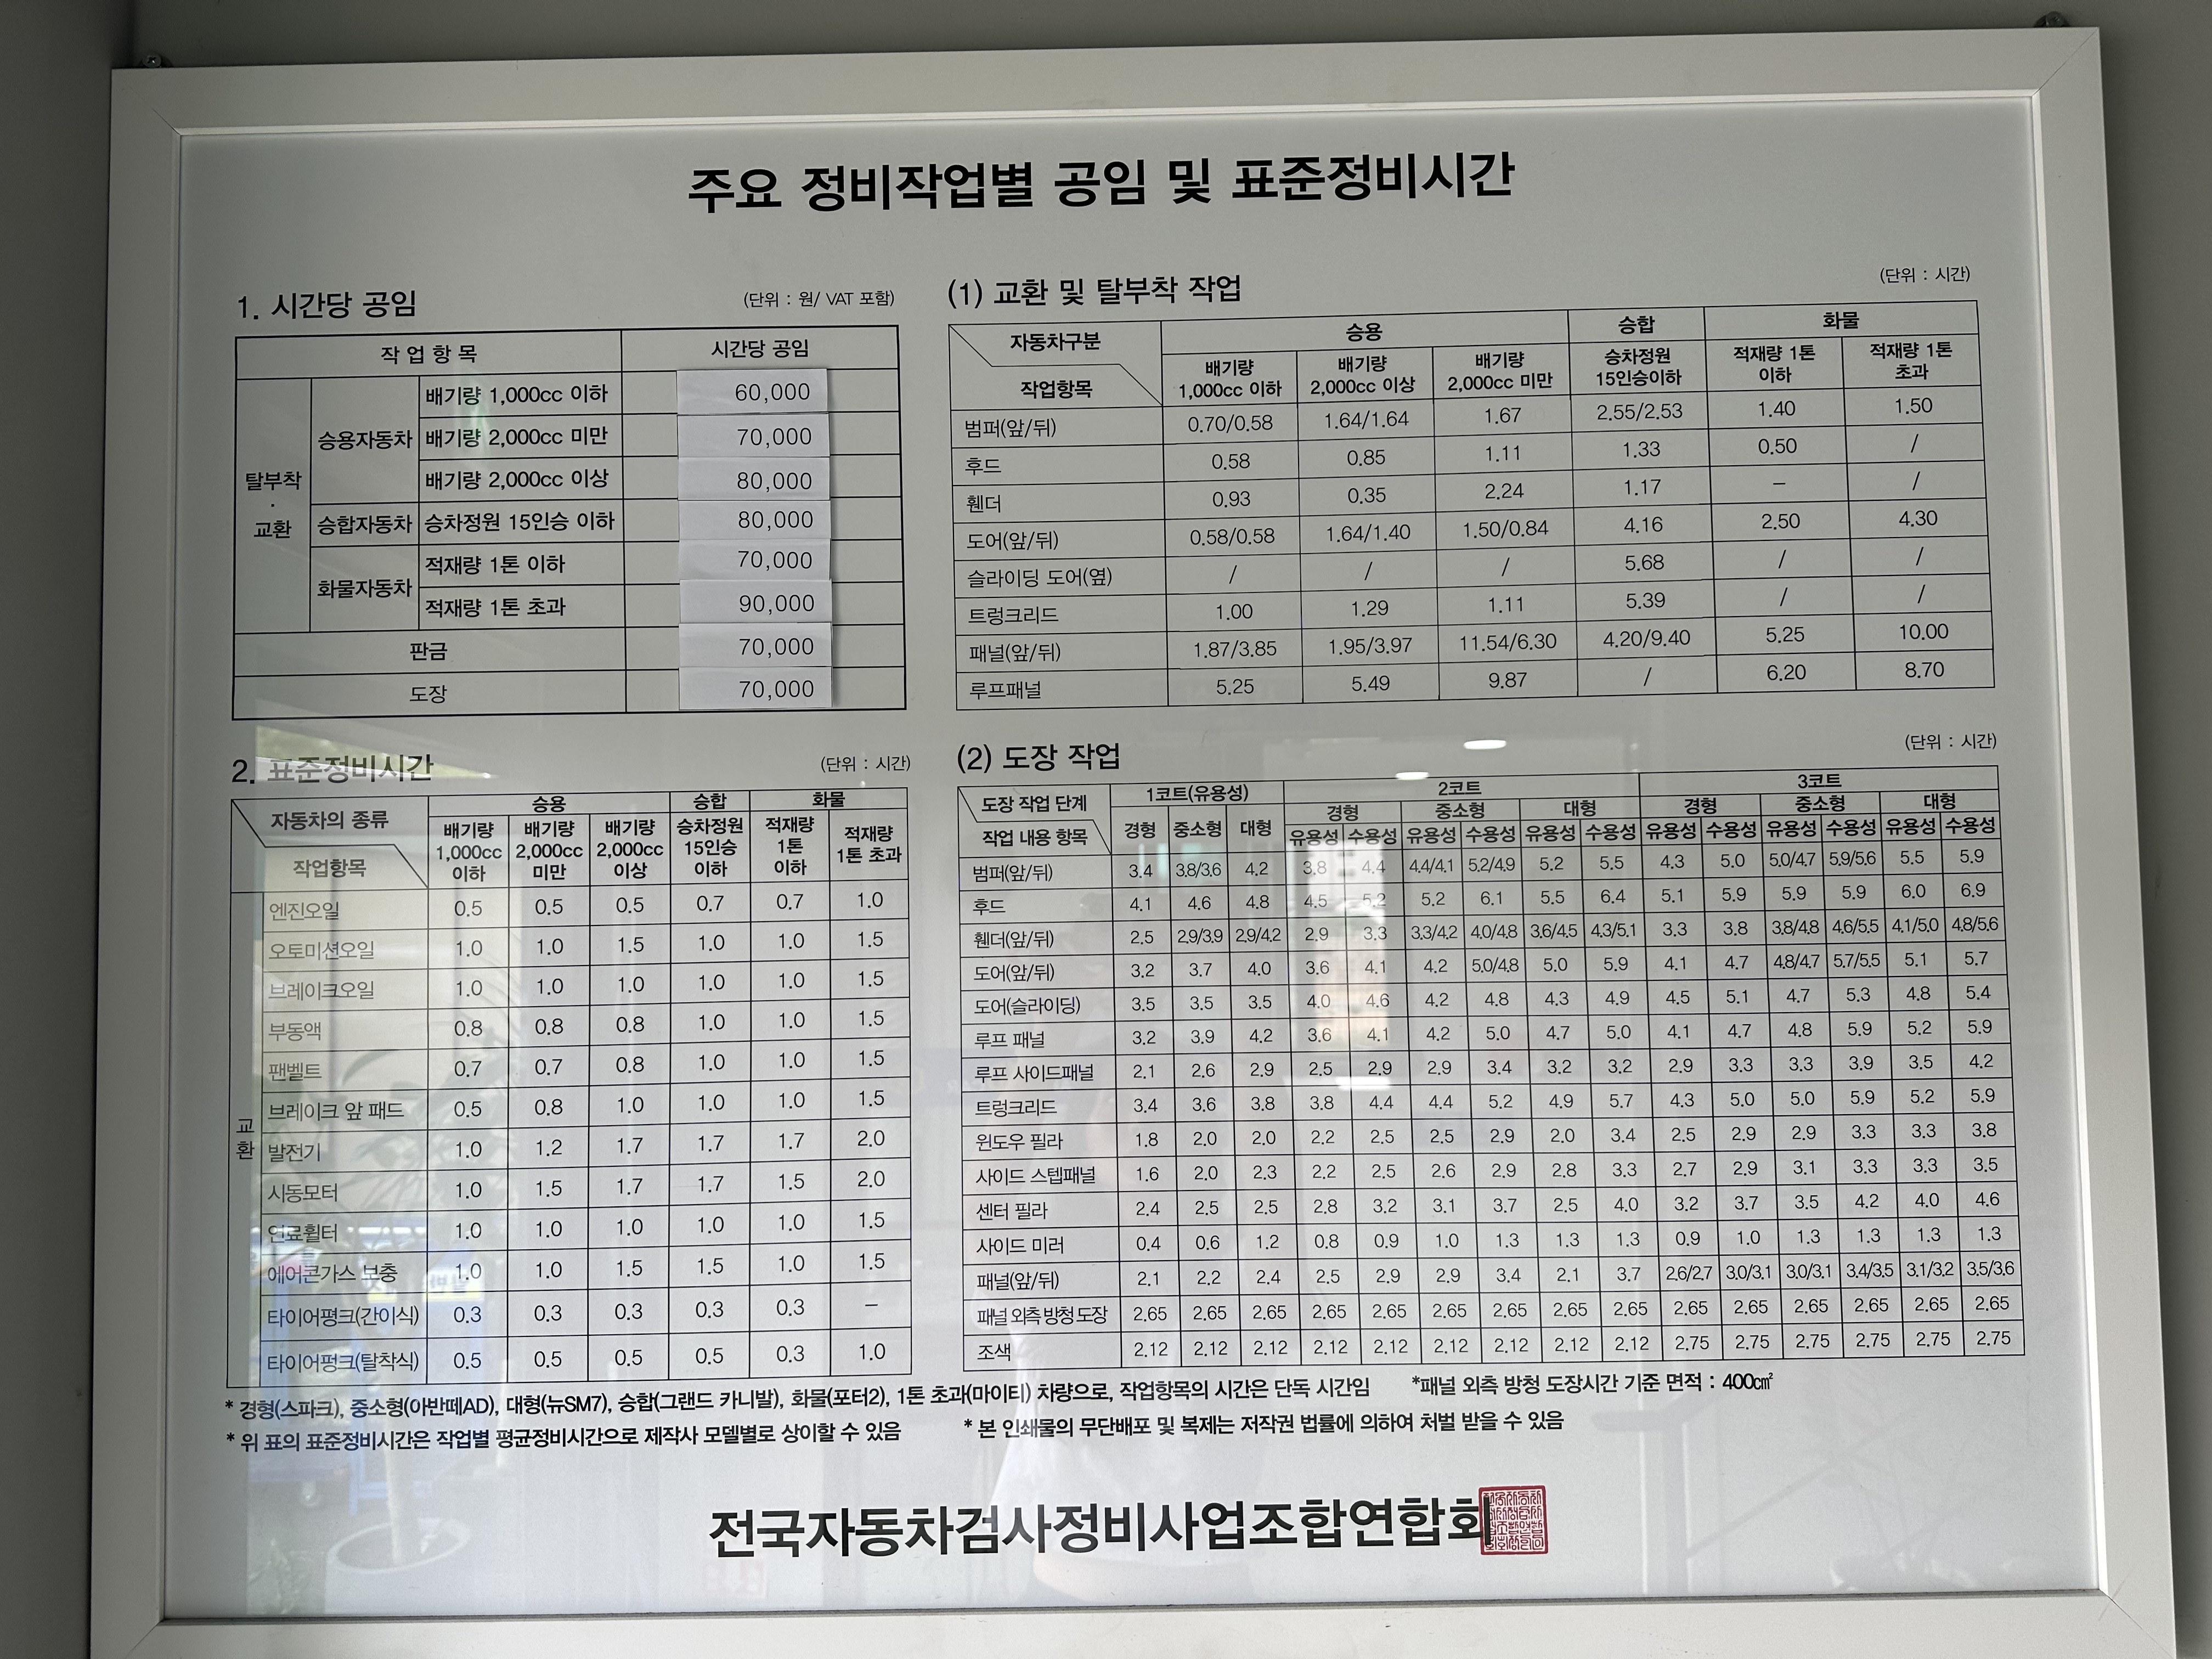 주요 정비작업별 공임 및 표준정비시간
1. 시간당 공임
(단위 : 원/ VAT 포함)
작 업 항 목 시간당 공임
탈부착 · 교환
승용자동차
배기량 1,000cc 이하 60,000
배기량 2,000cc 미만 70,000
배기량 2,000cc 이상 80,000
승합자동차 승차정원 15인승 이하 80,000
화물자동차
적재량 1톤 이하 70,000
적재량 1톤 초과 90,000
판금 70,000
도장 70,000
(1) 교환 및 탈부착 작업
(단위 : 시간)
자동차구분 승용 승합 화물
작업항목 배기량 1,000cc 이하 배기량 2,000cc 이상 배기량 2,000cc 미만 승차정원 15인승이하 적재량 1톤 이하 적재량 1톤 초과
범퍼(앞/뒤) 0.70/0.58 1.64/1.64 1.67 2.55/2.53 1.40 1.50
후드 0.58 0.85 1.11 1.33 0.50 /
휀더 0.93 0.35 2.24 1.17 – /
도어(앞/뒤) 0.58/0.58 1.64/1.40 1.50/0.84 4.16 2.50 4.30
슬라이딩 도어(옆) / / / 5.68 / /
트렁크리드 1.00 1.29 1.11 5.39 / /
패널(앞/뒤) 1.87/3.85 1.95/3.97 11.54/6.30 4.20/9.40 5.25 10.00
루프패널 5.25 5.49 9.87 / 6.20 8.70
2. 표준정비시간
(단위 : 시간)
자동차의 종류 승용 승합 화물
작업항목 배기량 1,000cc 이하 배기량 2,000cc 미만 배기량 2,000cc 이상 승차정원 15인승 이하 적재량 1톤 이하 적재량 1톤 초과
교환
엔진오일 0.5 0.5 0.5 0.7 0.7 1.0
오토미션오일 1.0 1.0 1.5 1.0 1.0 1.5
브레이크오일 1.0 1.0 1.0 1.0 1.0 1.5
부동액 0.8 0.8 0.8 1.0 1.0 1.5
팬벨트 0.7 0.7 0.8 1.0 1.0 1.5
브레이크 앞 패드 0.5 0.8 1.0 1.0 1.0 1.5
발전기 1.0 1.2 1.7 1.7 1.7 2.0
시동모터 1.0 1.5 1.7 1.7 1.5 2.0
연료휠터 1.0 1.0 1.0 1.0 1.0 1.5
에어콘가스 보충 1.0 1.0 1.5 1.5 1.0 1.5
타이어평크(간이식) 0.3 0.3 0.3 0.3 0.3 –
타이어펑크(탈착식) 0.5 0.5 0.5 0.5 0.3 1.0
(2) 도장 작업
(단위 : 시간)
도장 작업 단계 1코트(유용성) 2코트 3코트
작업 내용 항목 경형 중소형 대형 경형 중소형 대형 경형 중소형 대형
유용성 수용성 유용성 수용성 유용성 수용성 유용성 수용성 유용성 수용성 유용성 수용성
범퍼(앞/뒤) 3.4 3.8/3.6 4.2 3.8 4.4 4.4/4.1 5.2/4.9 5.2 5.5 4.3 5.0 5.0/4.7 5.9/5.6 5.5 5.9
후드 4.1 4.6 4.8 4.5 5.2 5.2 6.1 5.5 6.4 5.1 5.9 5.9 5.9 6.0 6.9
휀더(앞/뒤) 2.5 2.9/3.9 2.9/4.2 2.9 3.3 3.3/4.2 4.0/4.8 3.6/4.5 4.3/5.1 3.3 3.8 3.8/4.8 4.6/5.5 4.1/5.0 4.8/5.6
도어(앞/뒤) 3.2 3.7 4.0 3.6 4.1 4.2 5.0/4.8 5.0 5.9 4.1 4.7 4.8/4.7 5.7/5.5 5.1 5.7
도어(슬라이딩) 3.5 3.5 3.5 4.0 4.6 4.2 4.8 4.3 4.9 4.5 5.1 4.7 5.3 4.8 5.4
루프 패널 3.2 3.9 4.2 3.6 4.1 4.2 5.0 4.7 5.0 4.1 4.7 4.8 5.9 5.2 5.9
루프 사이드패널 2.1 2.6 2.9 2.5 2.9 2.9 3.4 3.2 3.2 2.9 3.3 3.3 3.9 3.5 4.2
트렁크리드 3.4 3.6 3.8 3.8 4.4 4.4 5.2 4.9 5.7 4.3 5.0 5.0 5.9 5.2 5.9
윈도우 필라 1.8 2.0 2.0 2.2 2.5 2.5 2.9 2.0 3.4 2.5 2.9 2.9 3.3 3.3 3.8
사이드 스텝패널 1.6 2.0 2.3 2.2 2.5 2.6 2.9 2.8 3.3 2.7 2.9 3.1 3.3 3.3 3.5
센터 필라 2.4 2.5 2.5 2.8 3.2 3.1 3.7 2.5 4.0 3.2 3.7 3.5 4.2 4.0 4.6
사이드 미러 0.4 0.6 1.2 0.8 0.9 1.0 1.3 1.3 1.3 0.9 1.0 1.3 1.3 1.3 1.3
패널(앞/뒤) 2.1 2.2 2.4 2.5 2.9 2.9 3.4 2.1 3.7 2.6/2.7 3.0/3.1 3.0/3.1 3.4/3.5 3.1/3.2 3.5/3.6
패널 외측 방청 도장 2.65 2.65 2.65 2.65 2.65 2.65 2.65 2.65 2.65 2.65 2.65 2.65 2.65 2.65 2.65
조색 2.12 2.12 2.12 2.12 2.12 2.12 2.12 2.12 2.12 2.75 2.75 2.75 2.75 2.75 2.75
* 경형(스파크), 중소형(아반떼AD), 대형(뉴SM7), 승합(그랜드 카니발), 화물(포터2), 1톤 초과(마이티) 차량으로, 작업항목의 시간은 단독 시간임 *패널 외측 방청 도장시간 기준 면적 : 400㎠
* 위 표의 표준정비시간은 작업별 평균정비시간으로 제작사 모델별로 상이할 수 있음 * 본 인쇄물의 무단배포 및 복제는 저작권 법률에 의하여 처벌 받을 수 있음
전국자동차검사정비사업조합연합회